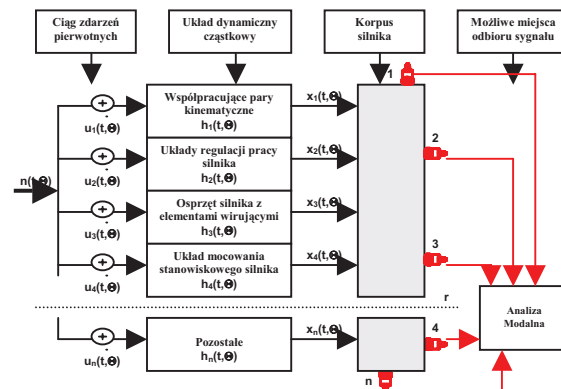 Ciąg zdarzeń
pierwotnych
Układ dynamiczny
cząstkowy
Korpus
silnika
Możliwe miejsca
odbioru sygnału
n(t,Θ)
u₁(t,Θ)
Współpracujące pary
kinematyczne
h₁(t,Θ)
x₁(t,Θ)
1
u₂(t,Θ)
Układy regulacji pracy
silnika
h₂(t,Θ)
x₂(t,Θ)
2
u₃(t,Θ)
Osprzęt silnika z
elementami wirującymi
h₃(t,Θ)
x₃(t,Θ)
u₄(t,Θ)
Układ mocowania
stanowiskowego silnika
h₄(t,Θ)
x₄(t,Θ)
3
r
uₙ(t,Θ)
Pozostałe
hₙ(t,Θ)
xₙ(t,Θ)
4
n
Analiza
Modalna